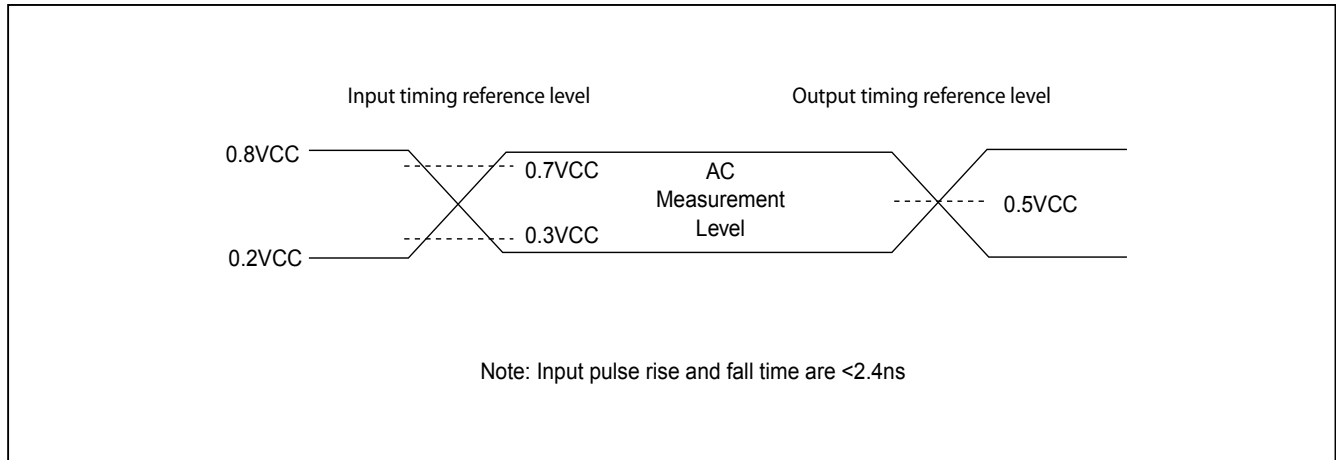 Input timing reference level
Output timing reference level
0.8VCC
0.7VCC
AC
Measurement
Level
0.5VCC
0.3VCC
0.2VCC
Note: Input pulse rise and fall time are <2.4ns